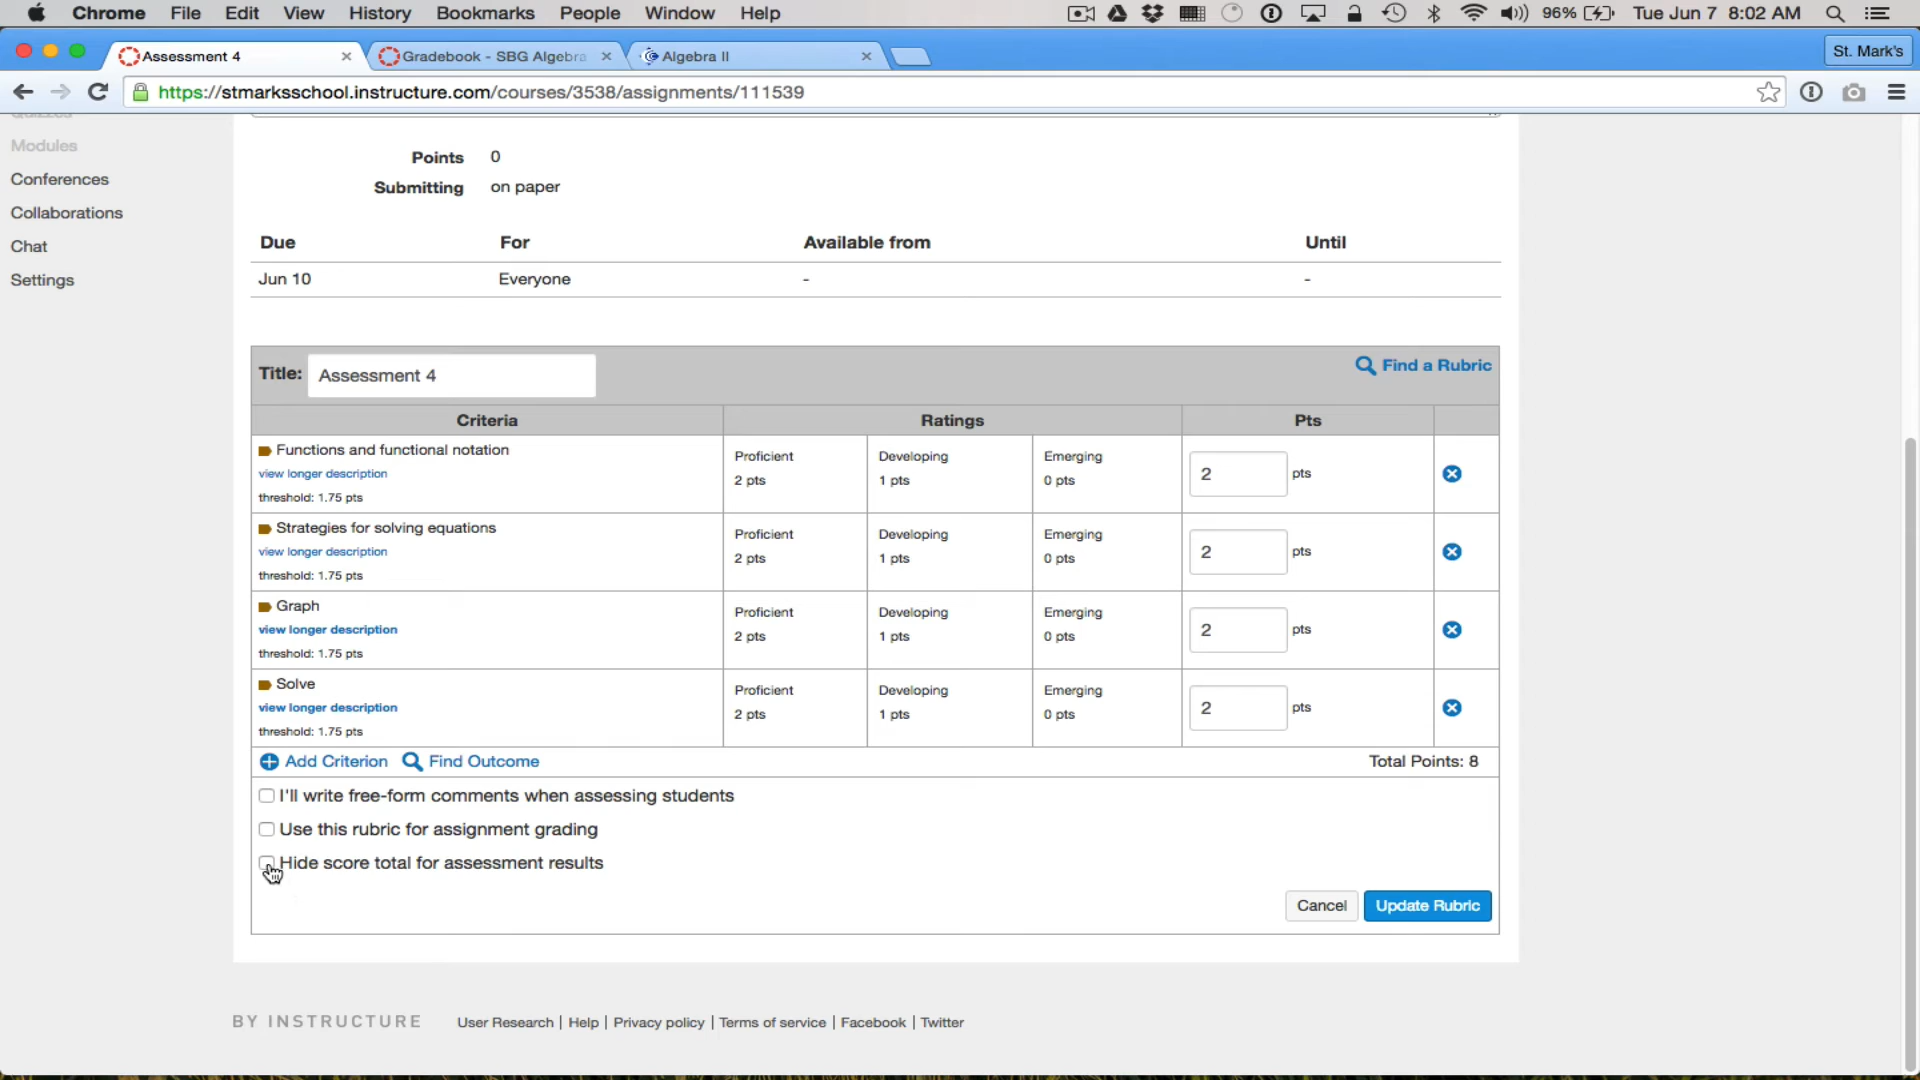 Chrome File Edit View History Bookmarks People Window Help 96% Tue Jun 7 8:02 AM
Assessment 4 Gradebook - SBG Algebra Algebra II St. Mark's
https://stmarksschool.instructure.com/courses/3538/assignments/111539
Quizzes
Modules
Conferences
Collaborations
Chat
Settings
Points 0
Submitting on paper
Due For Available from Until
Jun 10 Everyone - -
Title: Assessment 4 Find a Rubric
Criteria Ratings Pts
Functions and functional notation
view longer description
threshold: 1.75 pts
Proficient Developing Emerging
2 pts 1 pts 0 pts
2 pts
Strategies for solving equations
view longer description
threshold: 1.75 pts
Proficient Developing Emerging
2 pts 1 pts 0 pts
2 pts
Graph
view longer description
threshold: 1.75 pts
Proficient Developing Emerging
2 pts 1 pts 0 pts
2 pts
Solve
view longer description
threshold: 1.75 pts
Proficient Developing Emerging
2 pts 1 pts 0 pts
2 pts
Add Criterion Find Outcome Total Points: 8
I'll write free-form comments when assessing students
Use this rubric for assignment grading
Hide score total for assessment results
Cancel Update Rubric
BY INSTRUCTURE User Research | Help | Privacy policy | Terms of service | Facebook | Twitter